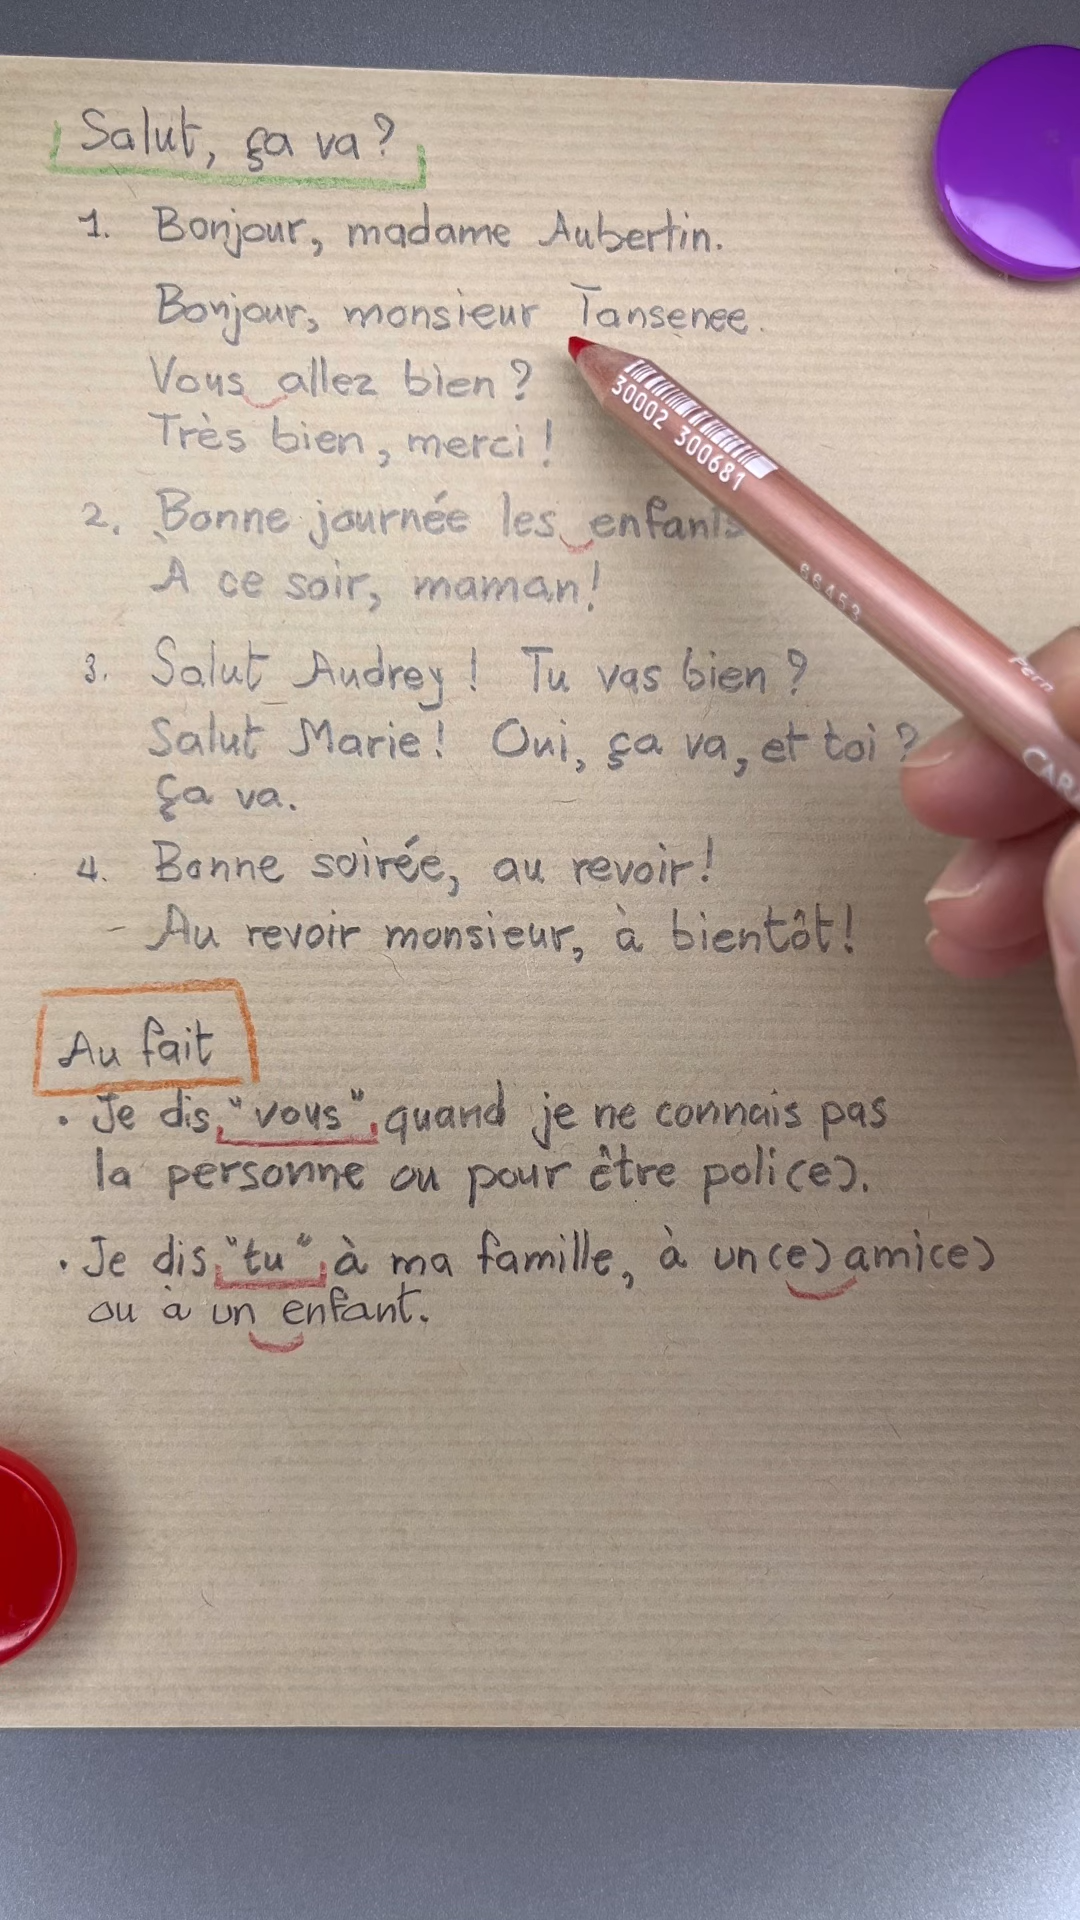 Salut, ça va ?
1. Bonjour, madame Aubertin.
Bonjour, monsieur Tansenee.
Vous allez bien ?
Très bien, merci !
2. Bonne journée les enfants
À ce soir, maman !
3. Salut Audrey ! Tu vas bien ?
Salut Marie ! Oui, ça va, et toi ?
ça va.
4. Bonne soirée, au revoir !
- Au revoir monsieur, à bientôt !
Au fait
• Je dis "vous" quand je ne connais pas
la personne ou pour être poli(e).
• Je dis "tu" à ma famille, à un(e) ami(e)
ou à un enfant.
30002 300681